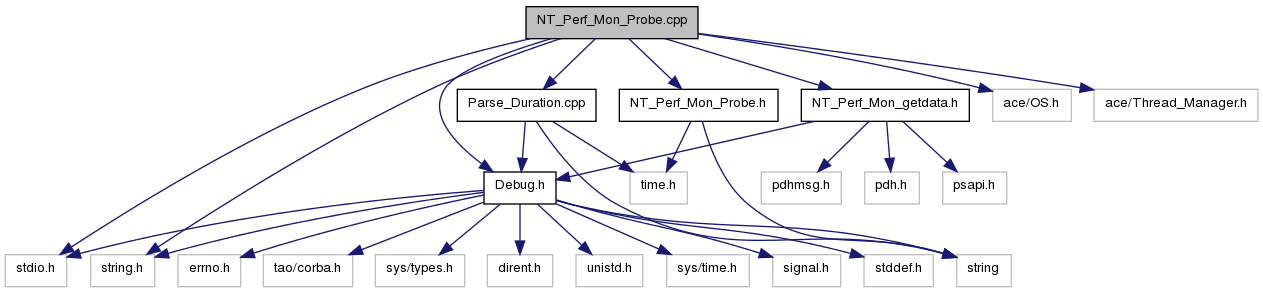 NT_Perf_Mon_Probe.cpp
Parse_Duration.cpp
NT_Perf_Mon_Probe.h
NT_Perf_Mon_getdata.h
ace/OS.h
ace/Thread_Manager.h
Debug.h
time.h
pdhmsg.h
pdh.h
psapi.h
stdio.h
string.h
errno.h
tao/corba.h
sys/types.h
dirent.h
unistd.h
sys/time.h
signal.h
stddef.h
string